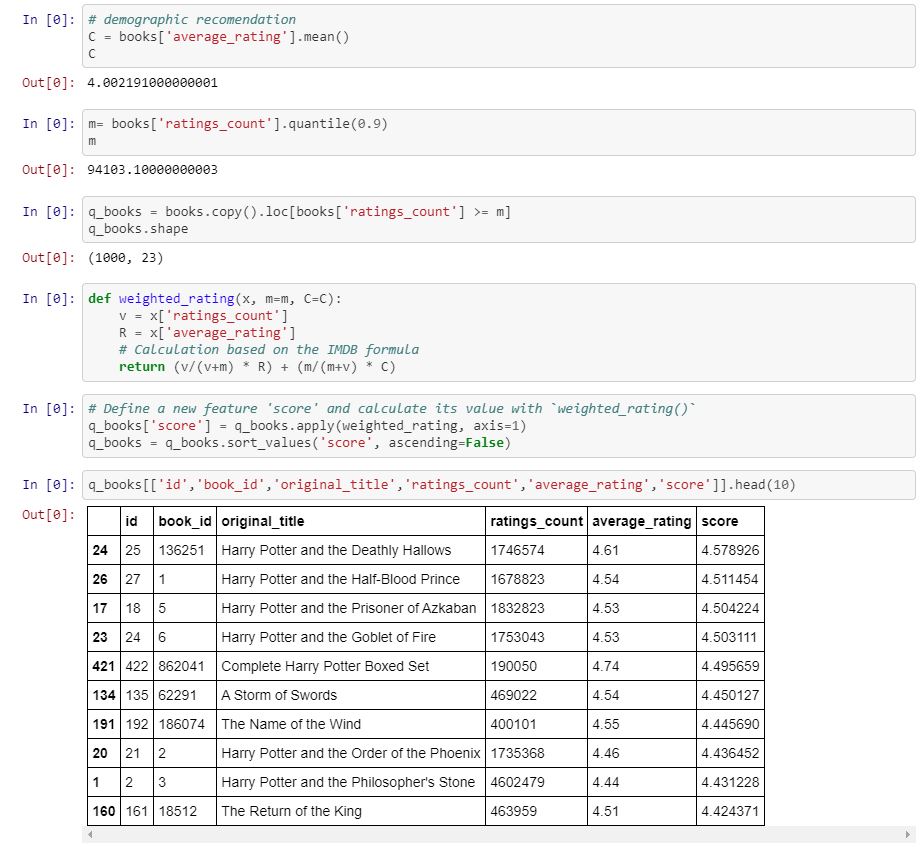 In [0]: # demographic recomendation
C = books['average_rating'].mean()
C
Out[0]: 4.002191000000001
In [0]: m= books['ratings_count'].quantile(0.9)
m
Out[0]: 94103.10000000003
In [0]: q_books = books.copy().loc[books['ratings_count'] >= m]
q_books.shape
Out[0]: (1000, 23)
In [0]: def weighted_rating(x, m=m, C=C):
    v = x['ratings_count']
    R = x['average_rating']
    # Calculation based on the IMDB formula
    return (v/(v+m) * R) + (m/(m+v) * C)
In [0]: # Define a new feature 'score' and calculate its value with `weighted_rating()`
q_books['score'] = q_books.apply(weighted_rating, axis=1)
q_books = q_books.sort_values('score', ascending=False)
In [0]: q_books[['id','book_id','original_title','ratings_count','average_rating','score']].head(10)
Out[0]:
id book_id original_title ratings_count average_rating score
24 25 136251 Harry Potter and the Deathly Hallows 1746574 4.61 4.578926
26 27 1 Harry Potter and the Half-Blood Prince 1678823 4.54 4.511454
17 18 5 Harry Potter and the Prisoner of Azkaban 1832823 4.53 4.504224
23 24 6 Harry Potter and the Goblet of Fire 1753043 4.53 4.503111
421 422 862041 Complete Harry Potter Boxed Set 190050 4.74 4.495659
134 135 62291 A Storm of Swords 469022 4.54 4.450127
191 192 186074 The Name of the Wind 400101 4.55 4.445690
20 21 2 Harry Potter and the Order of the Phoenix 1735368 4.46 4.436452
1 2 3 Harry Potter and the Philosopher's Stone 4602479 4.44 4.431228
160 161 18512 The Return of the King 463959 4.51 4.424371